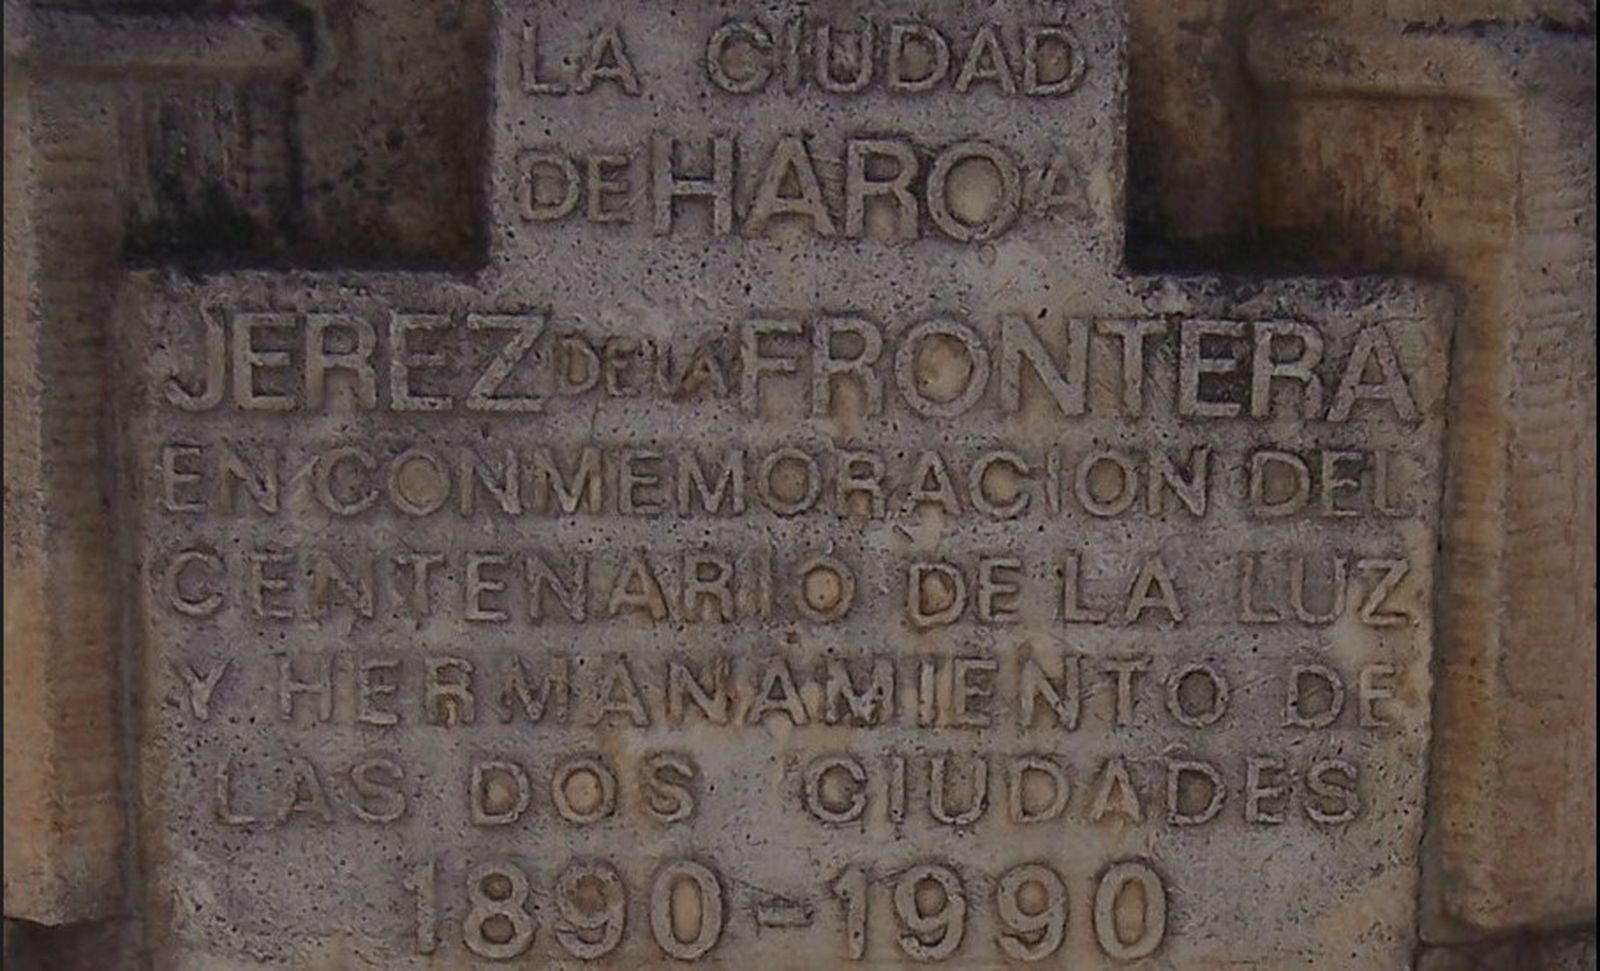 LA CIUDAD
DE HARO A
JEREZ DE LA FRONTERA
EN CONMEMORACION DEL
CENTENARIO DE LA LUZ
Y HERMANAMIENTO DE
LAS DOS CIUDADES
1890-1990